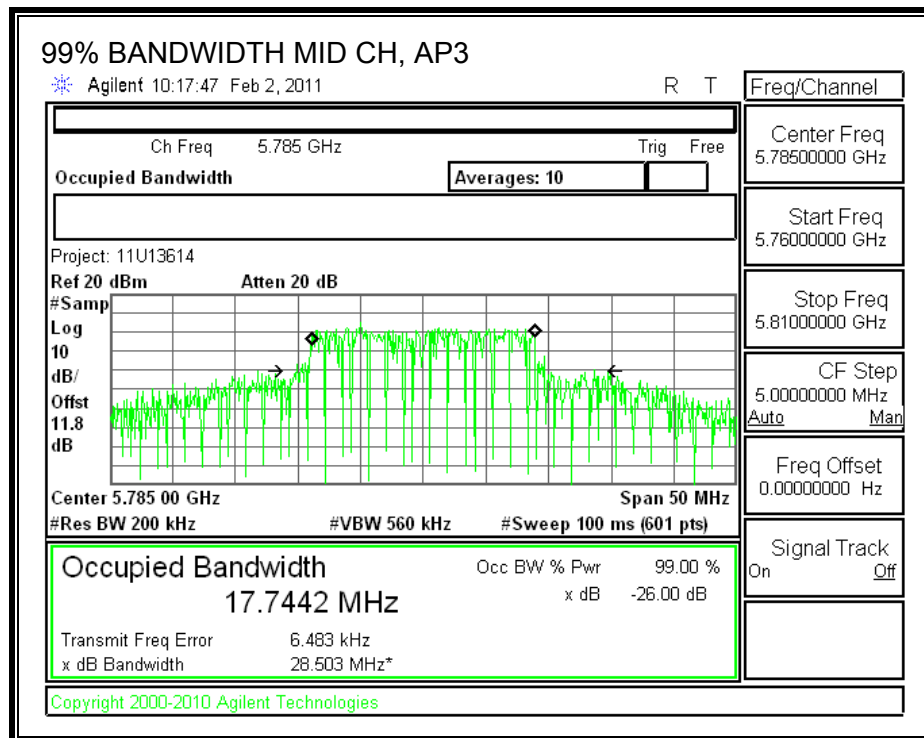 99% BANDWIDTH MID CH, AP3
Agilent 10:17:47 Feb 2, 2011 R T
Freq/Channel
Ch Freq 5.785 GHz Trig Free
Occupied Bandwidth Averages: 10
Center Freq
5.78500000 GHz
Start Freq
5.76000000 GHz
Stop Freq
5.81000000 GHz
CF Step
5.00000000 MHz
Auto Man
Freq Offset
0.00000000 Hz
Signal Track
On Off
Project: 11U13614
Ref 20 dBm Atten 20 dB
#Samp
Log
10
dB/
Offst
11.8
dB
Center 5.785 00 GHz Span 50 MHz
#Res BW 200 kHz #VBW 560 kHz #Sweep 100 ms (601 pts)
Occupied Bandwidth
17.7442 MHz
Occ BW % Pwr 99.00 %
x dB -26.00 dB
Transmit Freq Error 6.483 kHz
x dB Bandwidth 28.503 MHz*
Copyright 2000-2010 Agilent Technologies